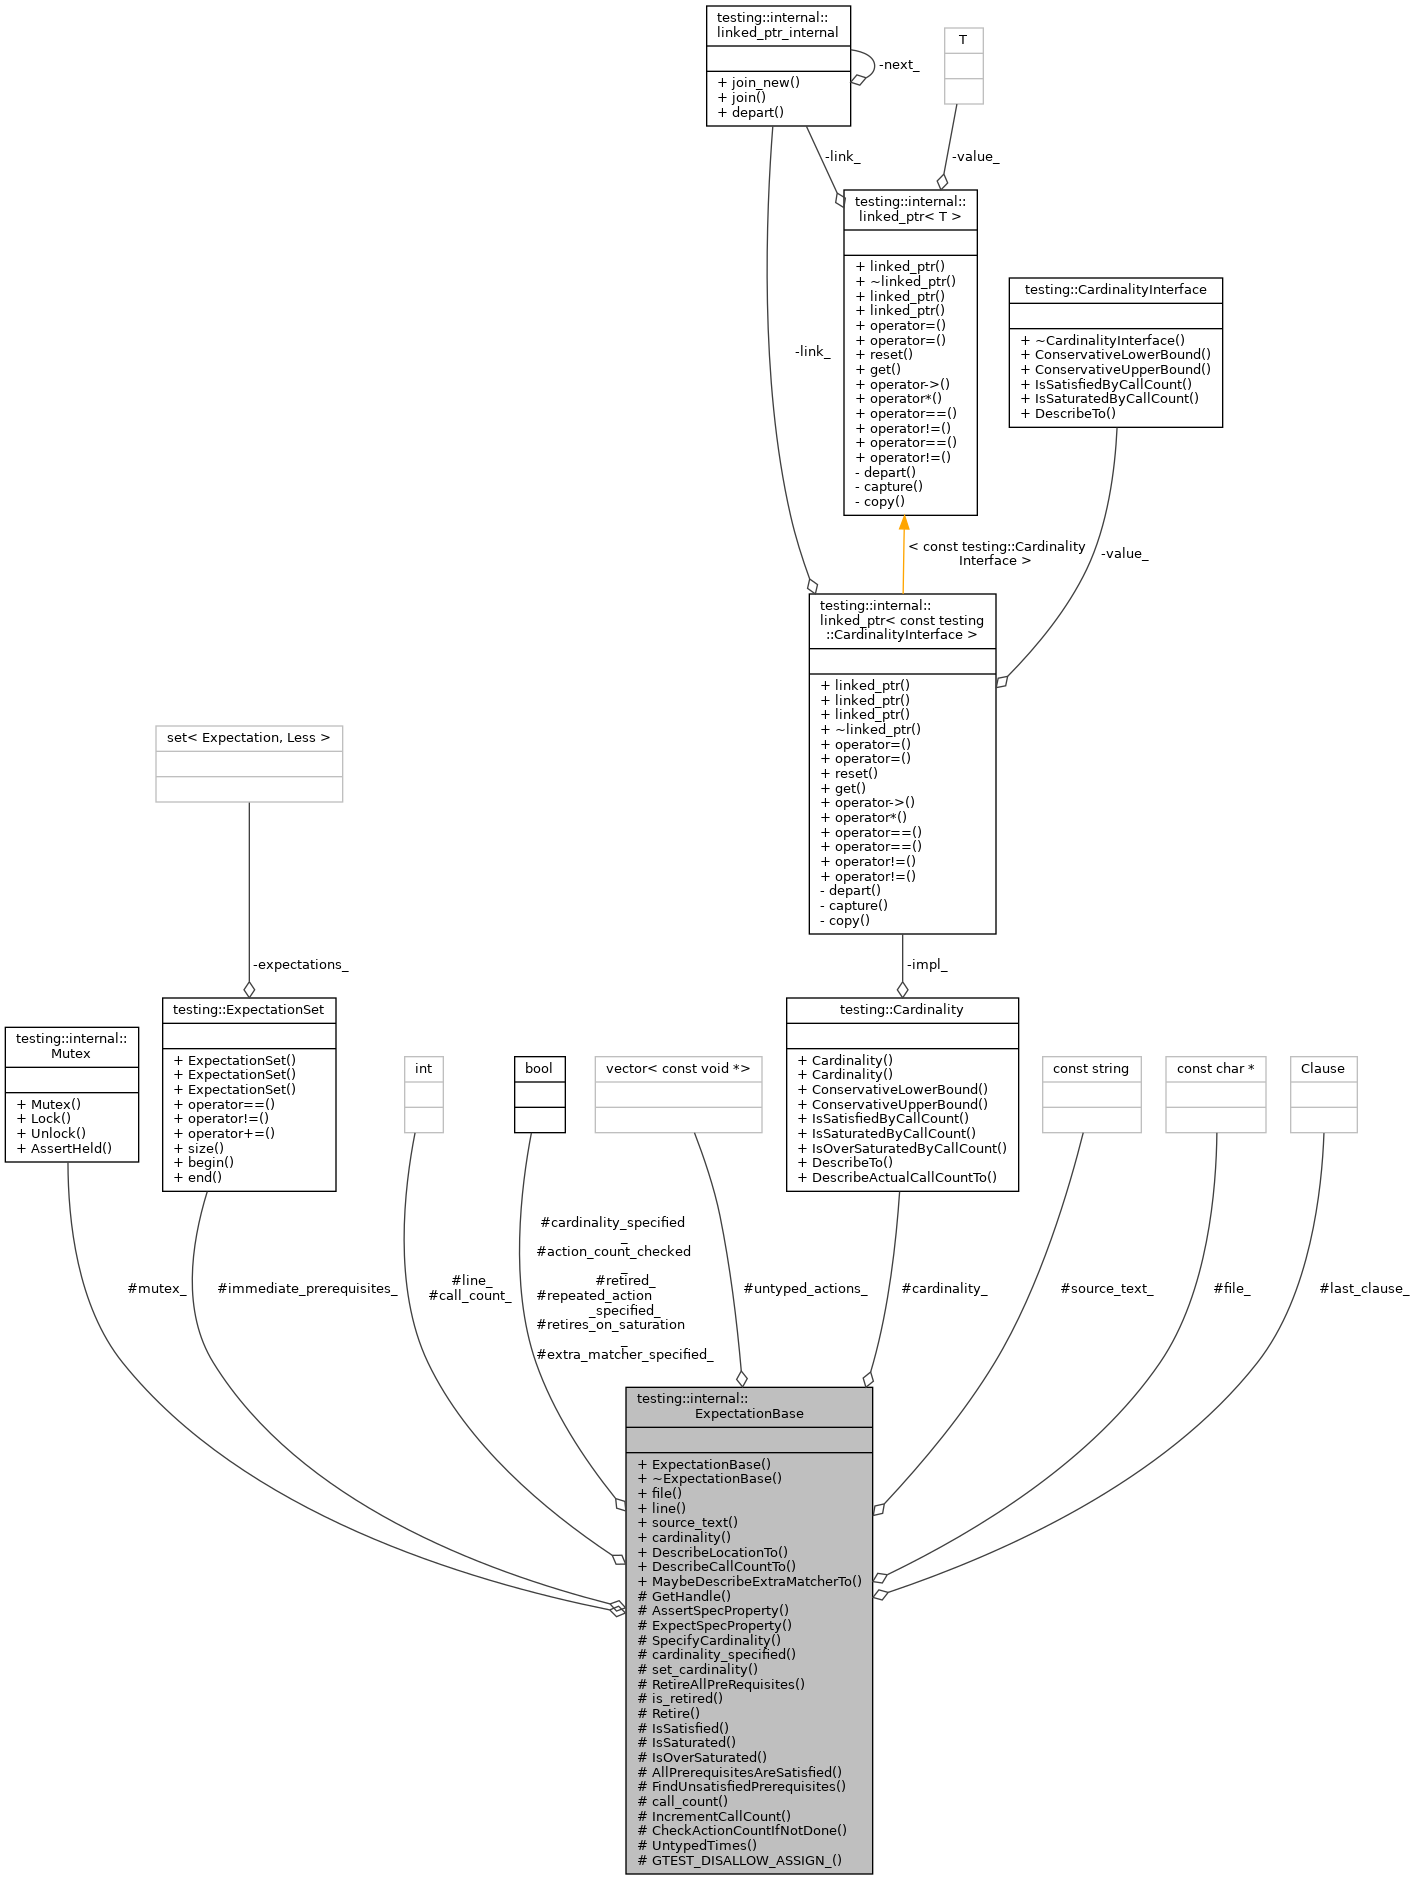 testing::internal::
linked_ptr_internal
+ join_new()
+ join()
+ depart()
-next_
T
-link_
-value_
testing::internal::
linked_ptr< T >
+ linked_ptr()
+ ~linked_ptr()
+ linked_ptr()
+ linked_ptr()
+ operator=()
+ operator=()
+ reset()
+ get()
+ operator->()
+ operator*()
+ operator==()
+ operator!=()
+ operator==()
+ operator!=()
- depart()
- capture()
- copy()
testing::CardinalityInterface
+ ~CardinalityInterface()
+ ConservativeLowerBound()
+ ConservativeUpperBound()
+ IsSatisfiedByCallCount()
+ IsSaturatedByCallCount()
+ DescribeTo()
-link_
< const testing::Cardinality
Interface >
-value_
testing::internal::
linked_ptr< const testing
::CardinalityInterface >
+ linked_ptr()
+ linked_ptr()
+ linked_ptr()
+ ~linked_ptr()
+ operator=()
+ operator=()
+ reset()
+ get()
+ operator->()
+ operator*()
+ operator==()
+ operator==()
+ operator!=()
+ operator!=()
- depart()
- capture()
- copy()
set< Expectation, Less >
-expectations_
-impl_
testing::internal::
Mutex
+ Mutex()
+ Lock()
+ Unlock()
+ AssertHeld()
testing::ExpectationSet
+ ExpectationSet()
+ ExpectationSet()
+ ExpectationSet()
+ operator==()
+ operator!=()
+ operator+=()
+ size()
+ begin()
+ end()
int
bool
vector< const void *>
testing::Cardinality
+ Cardinality()
+ Cardinality()
+ ConservativeLowerBound()
+ ConservativeUpperBound()
+ IsSatisfiedByCallCount()
+ IsSaturatedByCallCount()
+ IsOverSaturatedByCallCount()
+ DescribeTo()
+ DescribeActualCallCountTo()
const string
const char *
Clause
#mutex_
#immediate_prerequisites_
#line_
#call_count_
#cardinality_specified
_
#action_count_checked
_
#retired_
#repeated_action
_specified_
#retires_on_saturation
_
#extra_matcher_specified_
#untyped_actions_
#cardinality_
#source_text_
#file_
#last_clause_
testing::internal::
ExpectationBase
+ ExpectationBase()
+ ~ExpectationBase()
+ file()
+ line()
+ source_text()
+ cardinality()
+ DescribeLocationTo()
+ DescribeCallCountTo()
+ MaybeDescribeExtraMatcherTo()
# GetHandle()
# AssertSpecProperty()
# ExpectSpecProperty()
# SpecifyCardinality()
# cardinality_specified()
# set_cardinality()
# RetireAllPreRequisites()
# is_retired()
# Retire()
# IsSatisfied()
# IsSaturated()
# IsOverSaturated()
# AllPrerequisitesAreSatisfied()
# FindUnsatisfiedPrerequisites()
# call_count()
# IncrementCallCount()
# CheckActionCountIfNotDone()
# UntypedTimes()
# GTEST_DISALLOW_ASSIGN_()